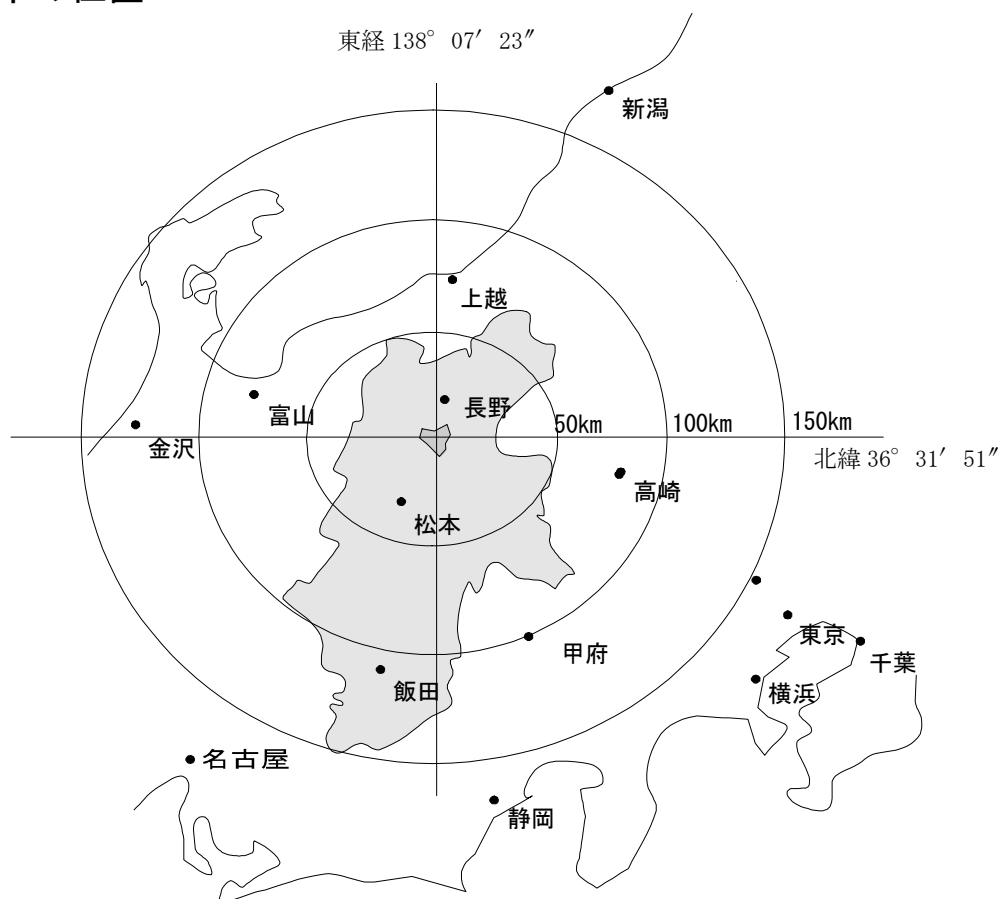 東経 138° 07′ 23″
新潟
上越
富山
長野
50km
100km
150km
金沢
北緯 36° 31′ 51″
高崎
松本
東京
甲府
千葉
飯田
横浜
名古屋
静岡